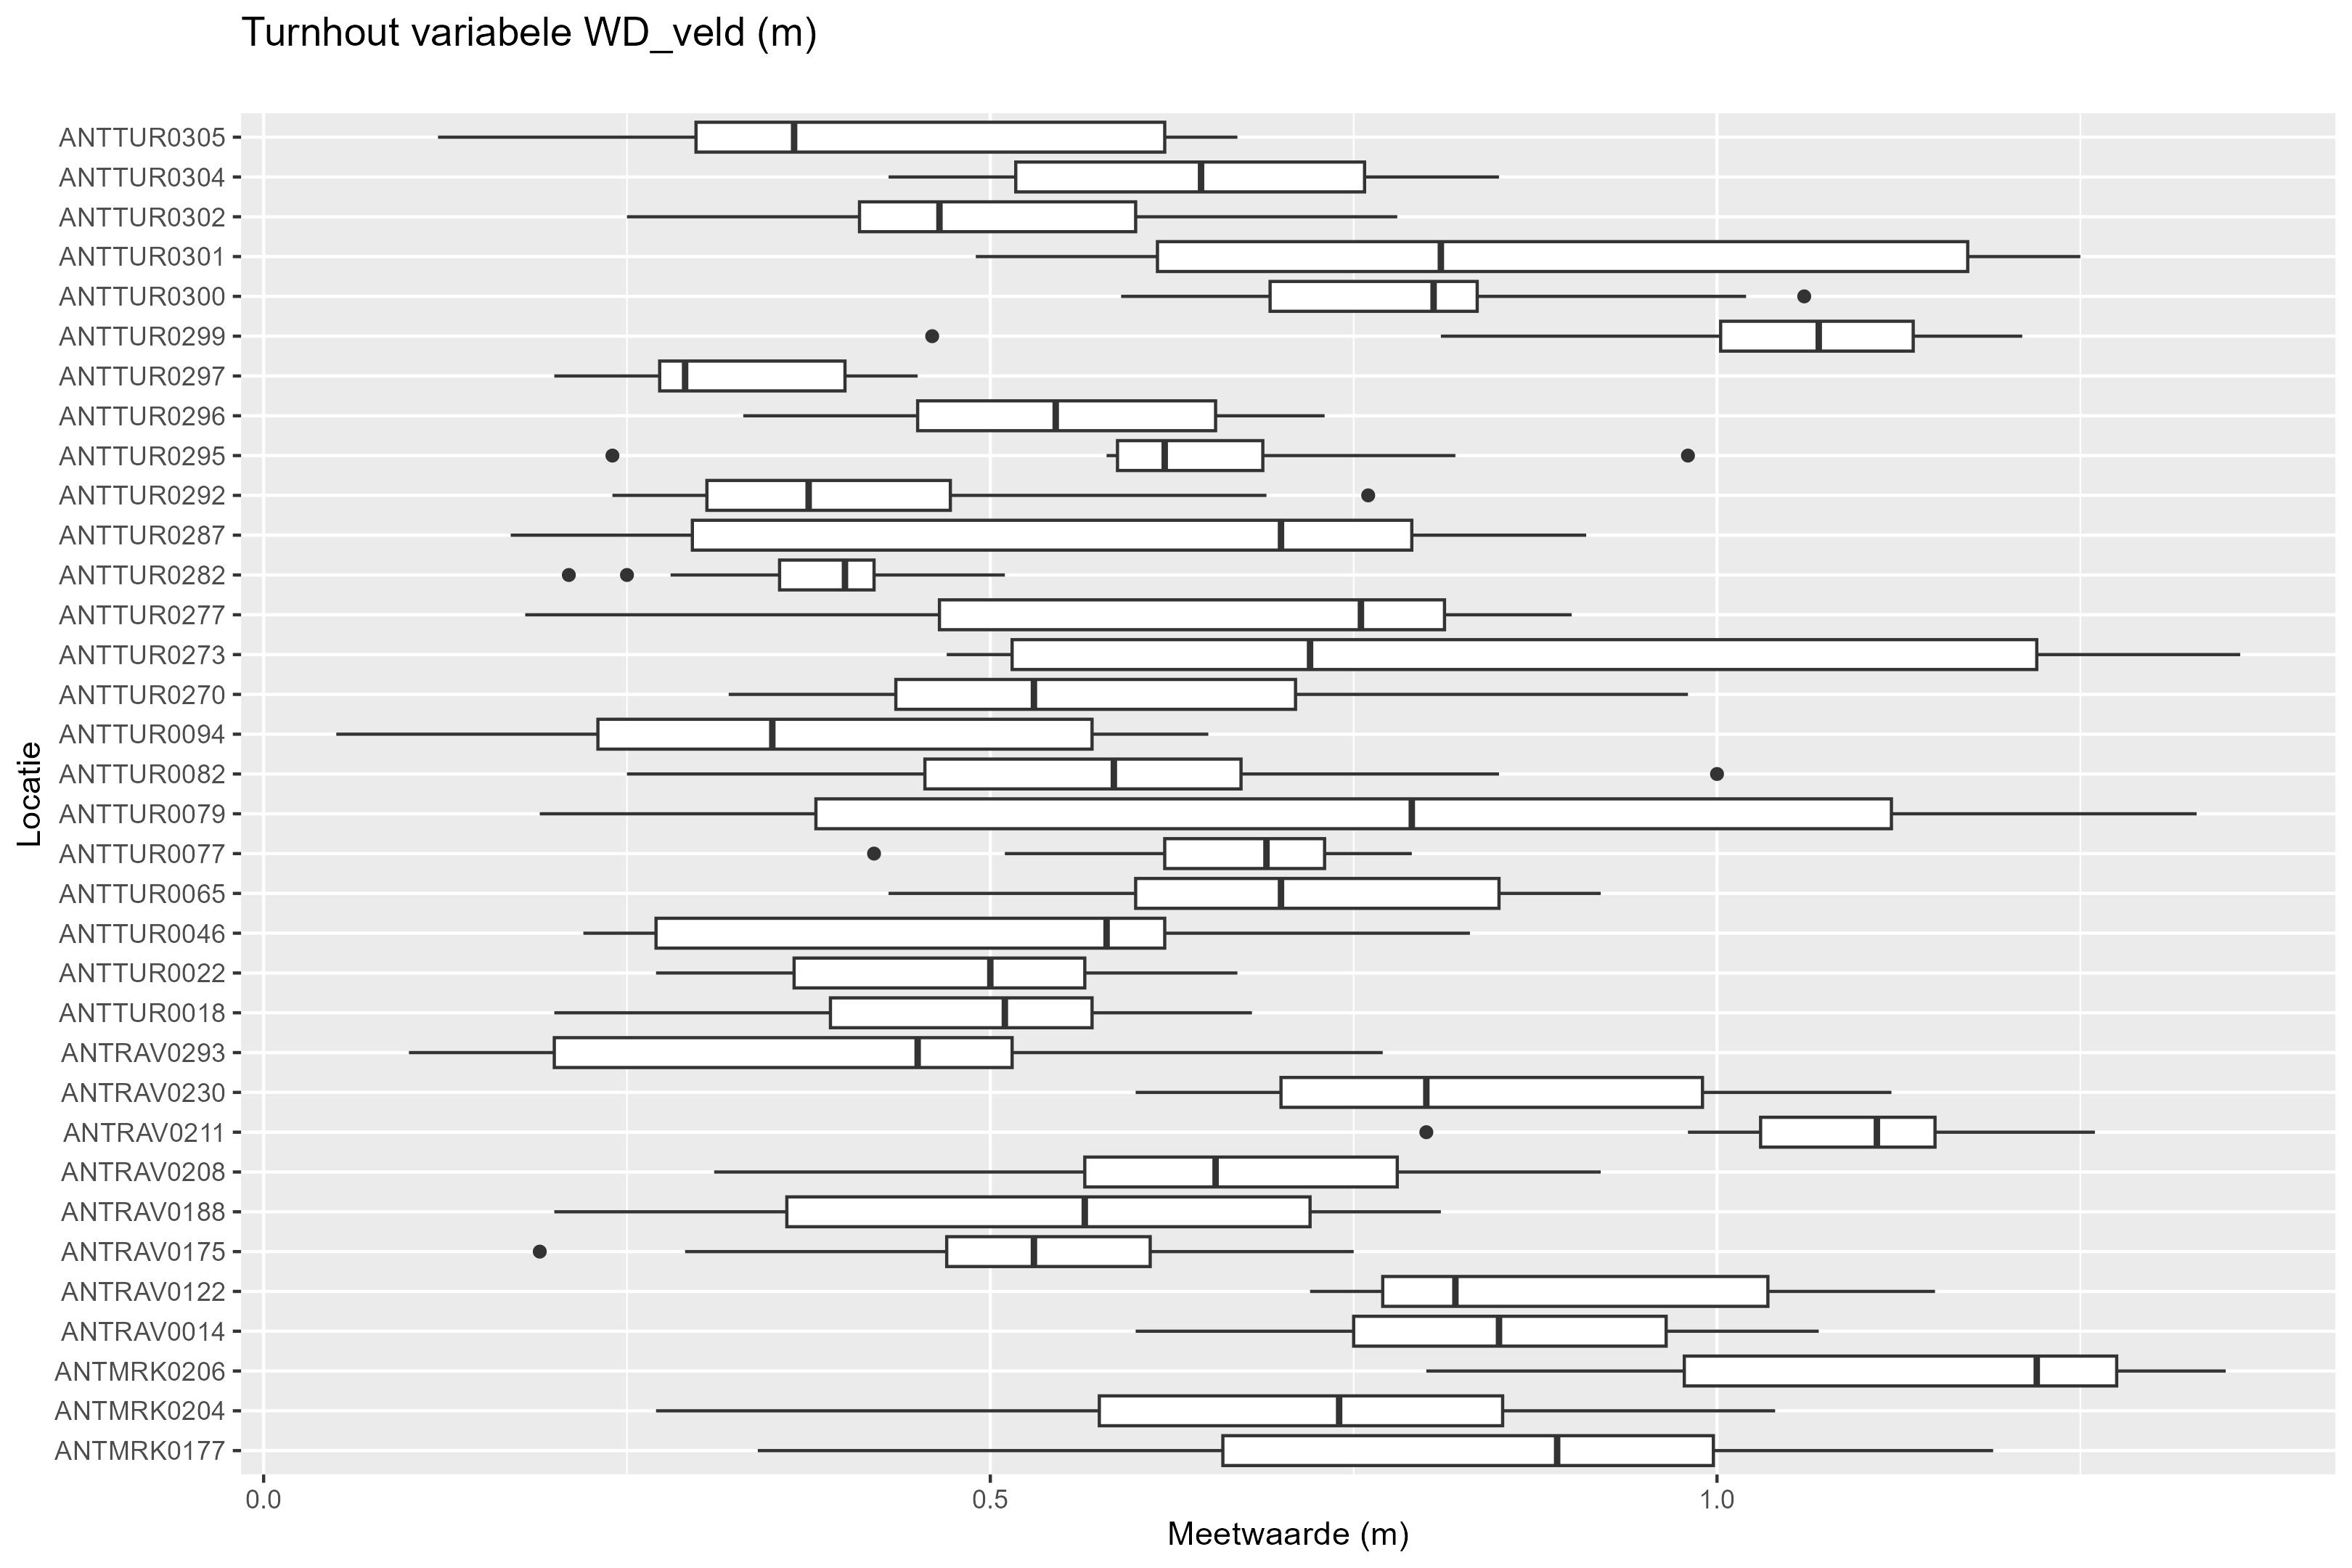 Turnhout variabele WD_veld (m)
ANTTUR0305
ANTTUR0304
ANTTUR0302
ANTTUR0301
ANTTUR0300
ANTTUR0299
ANTTUR0297
ANTTUR0296
ANTTUR0295
ANTTUR0292
ANTTUR0287
ANTTUR0282
ANTTUR0277
ANTTUR0273
ANTTUR0270
ANTTUR0094
ANTTUR0082
ANTTUR0079
ANTTUR0077
ANTTUR0065
ANTTUR0046
ANTTUR0022
ANTTUR0018
ANTRAV0293
ANTRAV0230
ANTRAV0211
ANTRAV0208
ANTRAV0188
ANTRAV0175
ANTRAV0122
ANTRAV0014
ANTMRK0206
ANTMRK0204
ANTMRK0177
Locatie
0.0 0.5 1.0
Meetwaarde (m)